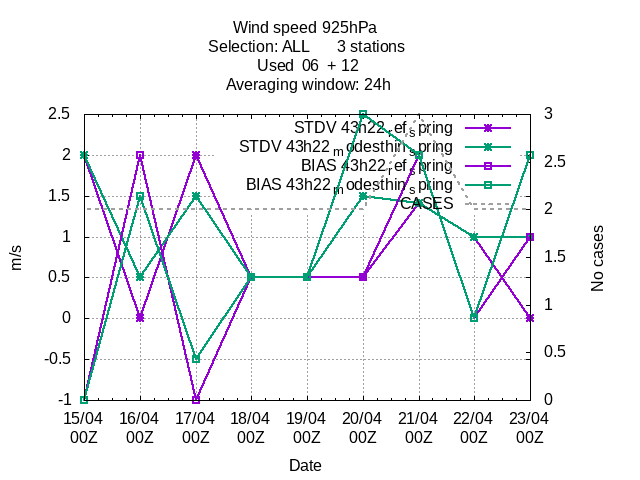 Wind speed 925hPa
Selection: ALL 3 stations
Used 06 + 12
Averaging window: 24h
STDV 43h22_ref_spring
STDV 43h22_modesthin_spring
BIAS 43h22_ref_spring
BIAS 43h22_modesthin_spring
CASES
2.5
2
1.5
1
0.5
0
-0.5
-1
m/s
3
2.5
2
1.5
1
0.5
0
No cases
15/04 16/04 17/04 18/04 19/04 20/04 21/04 22/04 23/04
00Z 00Z 00Z 00Z 00Z 00Z 00Z 00Z 00Z
Date